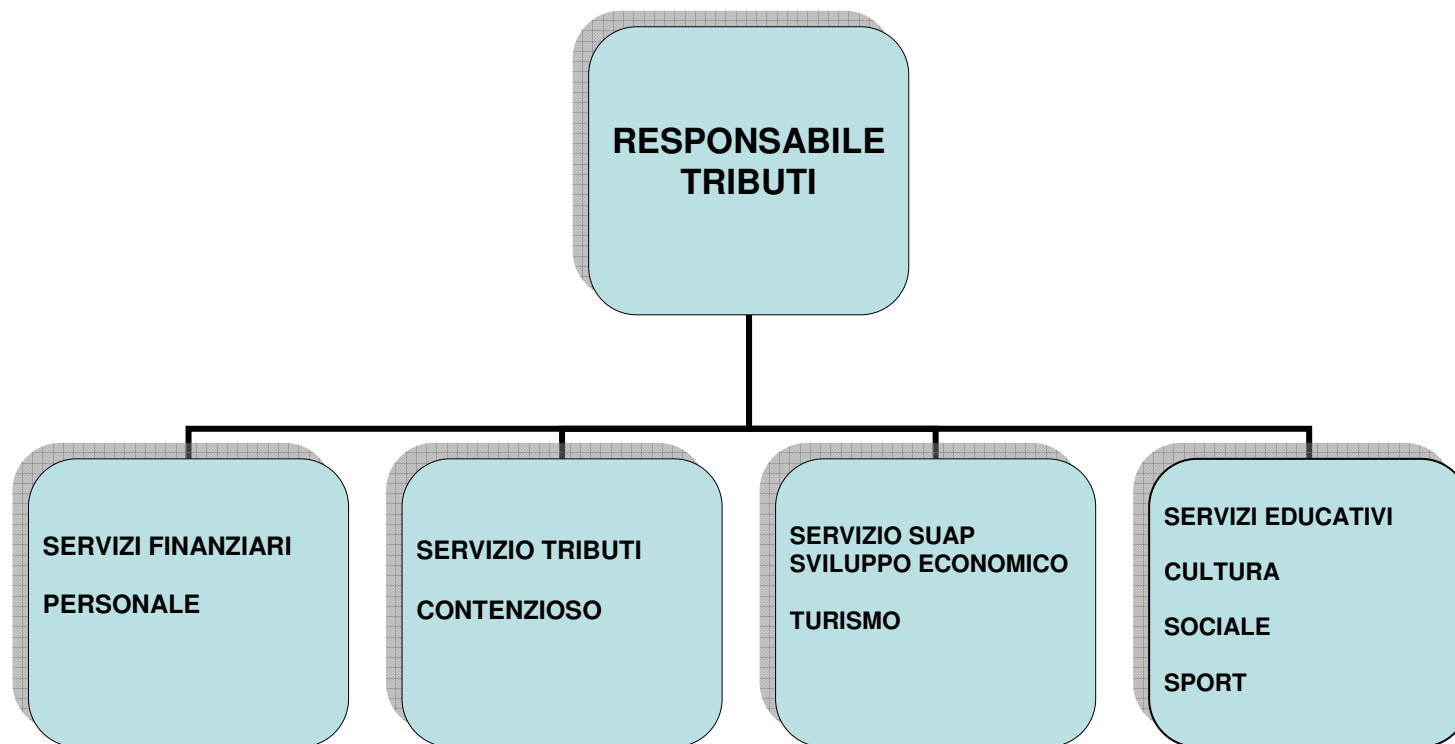 RESPONSABILE
TRIBUTI
SERVIZI FINANZIARI
PERSONALE
SERVIZIO TRIBUTI
CONTENZIOSO
SERVIZIO SUAP
SVILUPPO ECONOMICO
TURISMO
SERVIZI EDUCATIVI
CULTURA
SOCIALE
SPORT